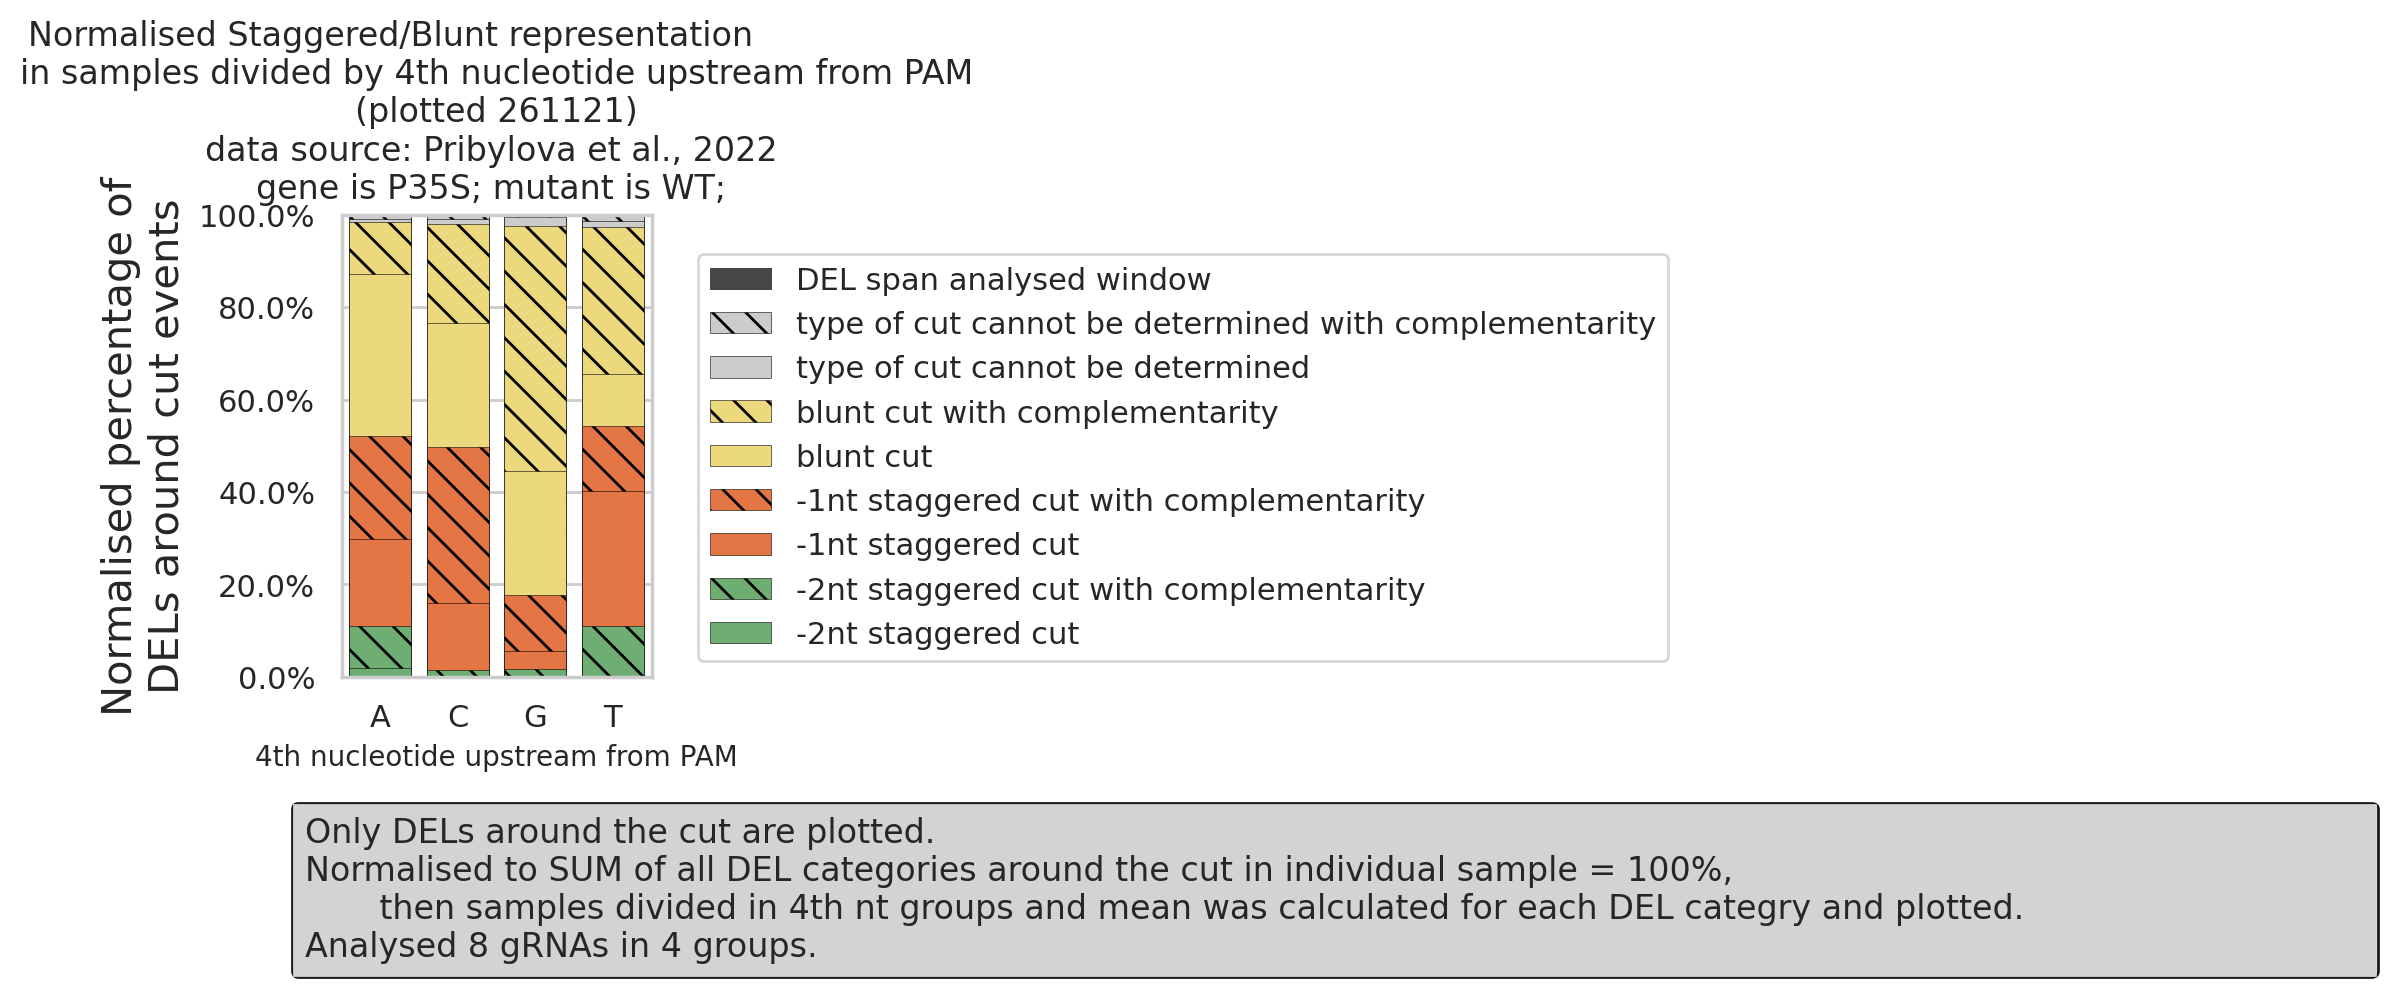 Normalised Staggered/Blunt representation
in samples divided by 4th nucleotide upstream from PAM
(plotted 261121)
data source: Pribylova et al., 2022
gene is P35S; mutant is WT;
Normalised percentage of
DELs around cut events
100.0%
80.0%
60.0%
40.0%
20.0%
0.0%
A C G T
4th nucleotide upstream from PAM
DEL span analysed window
type of cut cannot be determined with complementarity
type of cut cannot be determined
blunt cut with complementarity
blunt cut
-1nt staggered cut with complementarity
-1nt staggered cut
-2nt staggered cut with complementarity
-2nt staggered cut
Only DELs around the cut are plotted.
Normalised to SUM of all DEL categories around the cut in individual sample = 100%,
then samples divided in 4th nt groups and mean was calculated for each DEL categry and plotted.
Analysed 8 gRNAs in 4 groups.